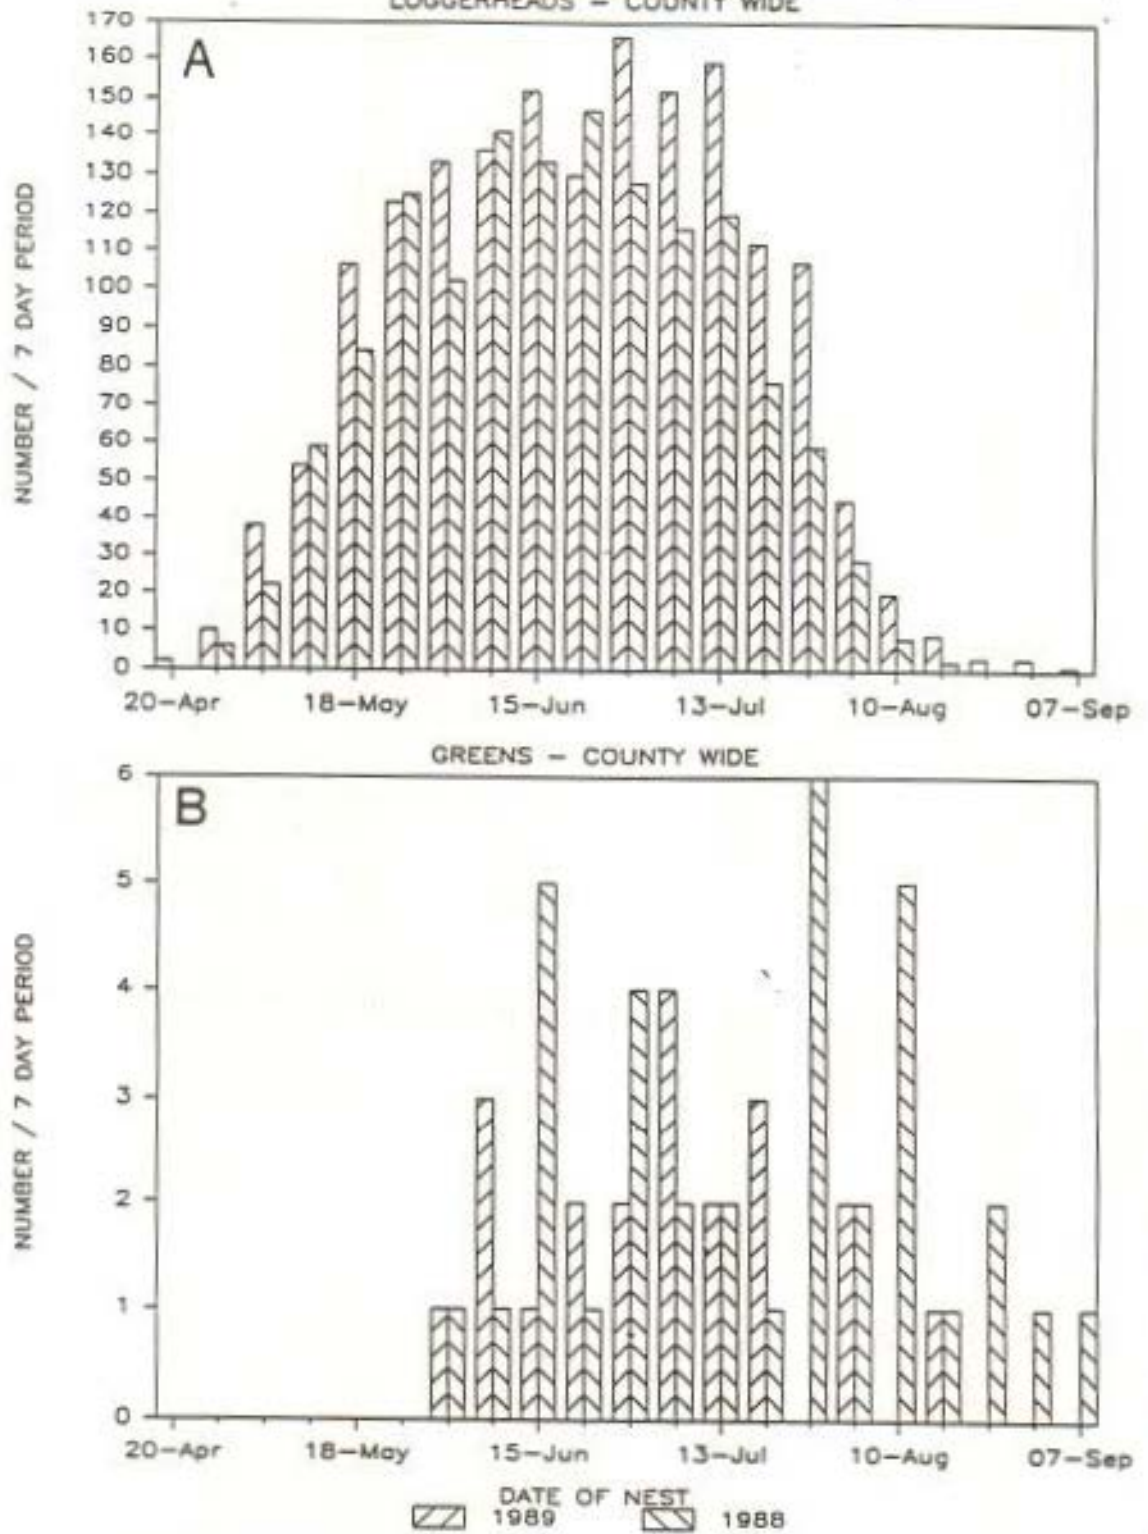 LOGGERHEADS - COUNTY WIDE
A
170
160
150
140
130
120
110
100
90
80
70
60
50
40
30
20
10
0
NUMBER / 7 DAY PERIOD
20-Apr 18-May 15-Jun 13-Jul 10-Aug 07-Sep
GREENS - COUNTY WIDE
B
6
5
4
3
2
1
0
NUMBER / 7 DAY PERIOD
20-Apr 18-May 15-Jun 13-Jul 10-Aug 07-Sep
DATE OF NEST
1989 1988